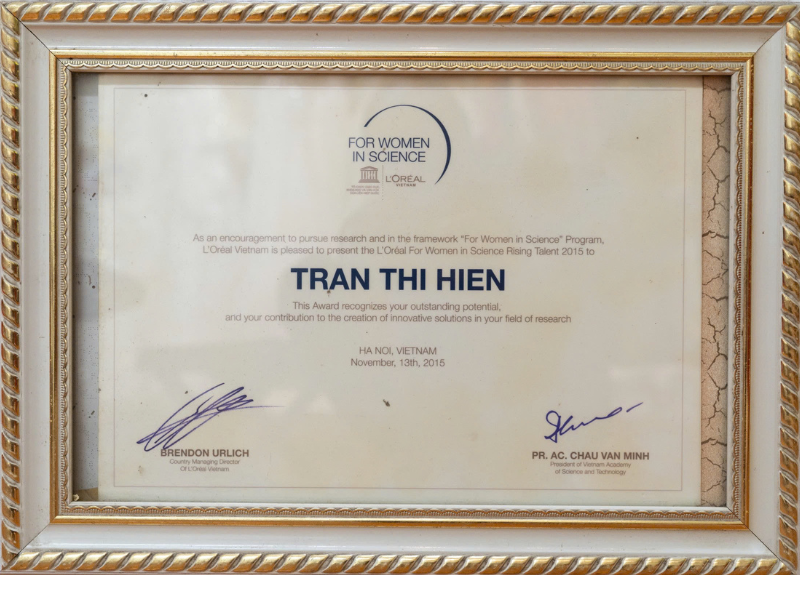 FOR WOMEN
IN SCIENCE
L'ORÉAL
VIETNAM
As an encouragement to pursue research and in the framework "For Women in Science" Program,
L'Oréal Vietnam is pleased to present the L'Oréal For Women in Science Rising Talent 2015 to
TRAN THI HIEN
This Award recognizes your outstanding potential,
and your contribution to the creation of innovative solutions in your field of research
HA NOI, VIETNAM
November, 13th, 2015
BRENDON URLICH
Country Managing Director
Of L'Oréal Vietnam
PR. AC. CHAU VAN MINH
President of Vietnam Academy
of Science and Technology